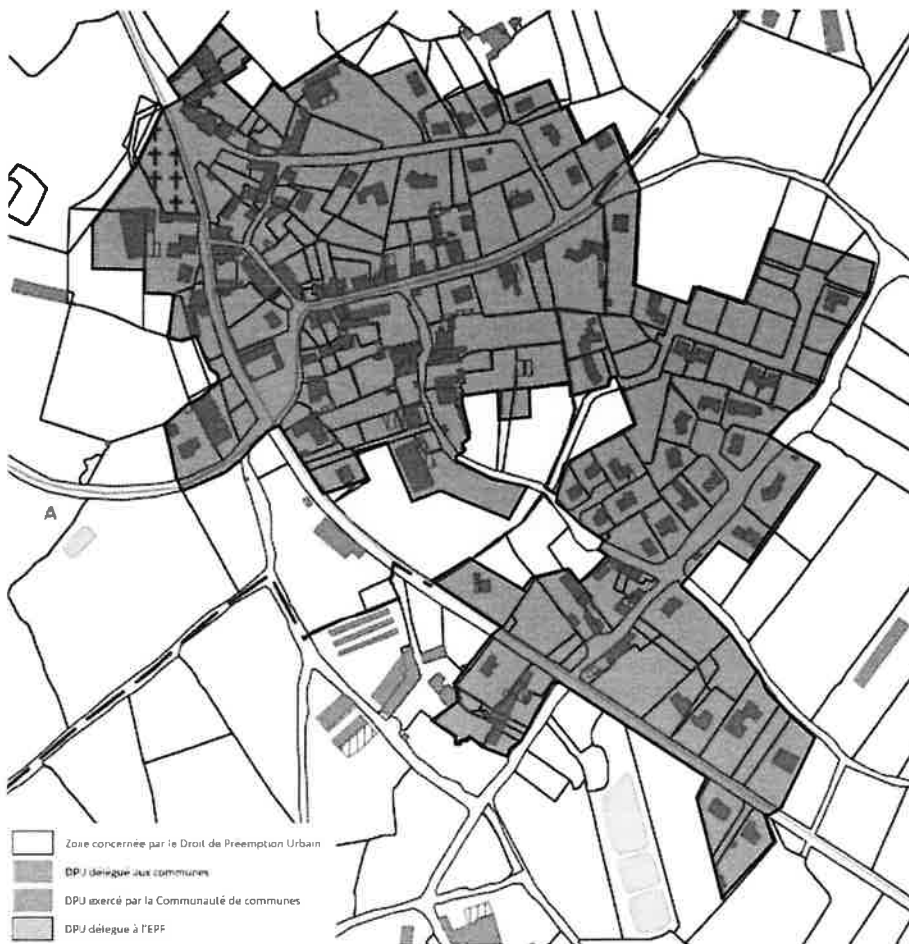 A
Zone concernée par le Droit de Préemption Urbain
DPU délégué aux communes
DPU exercé par la Communauté de communes
DPU délégué à l'EPF